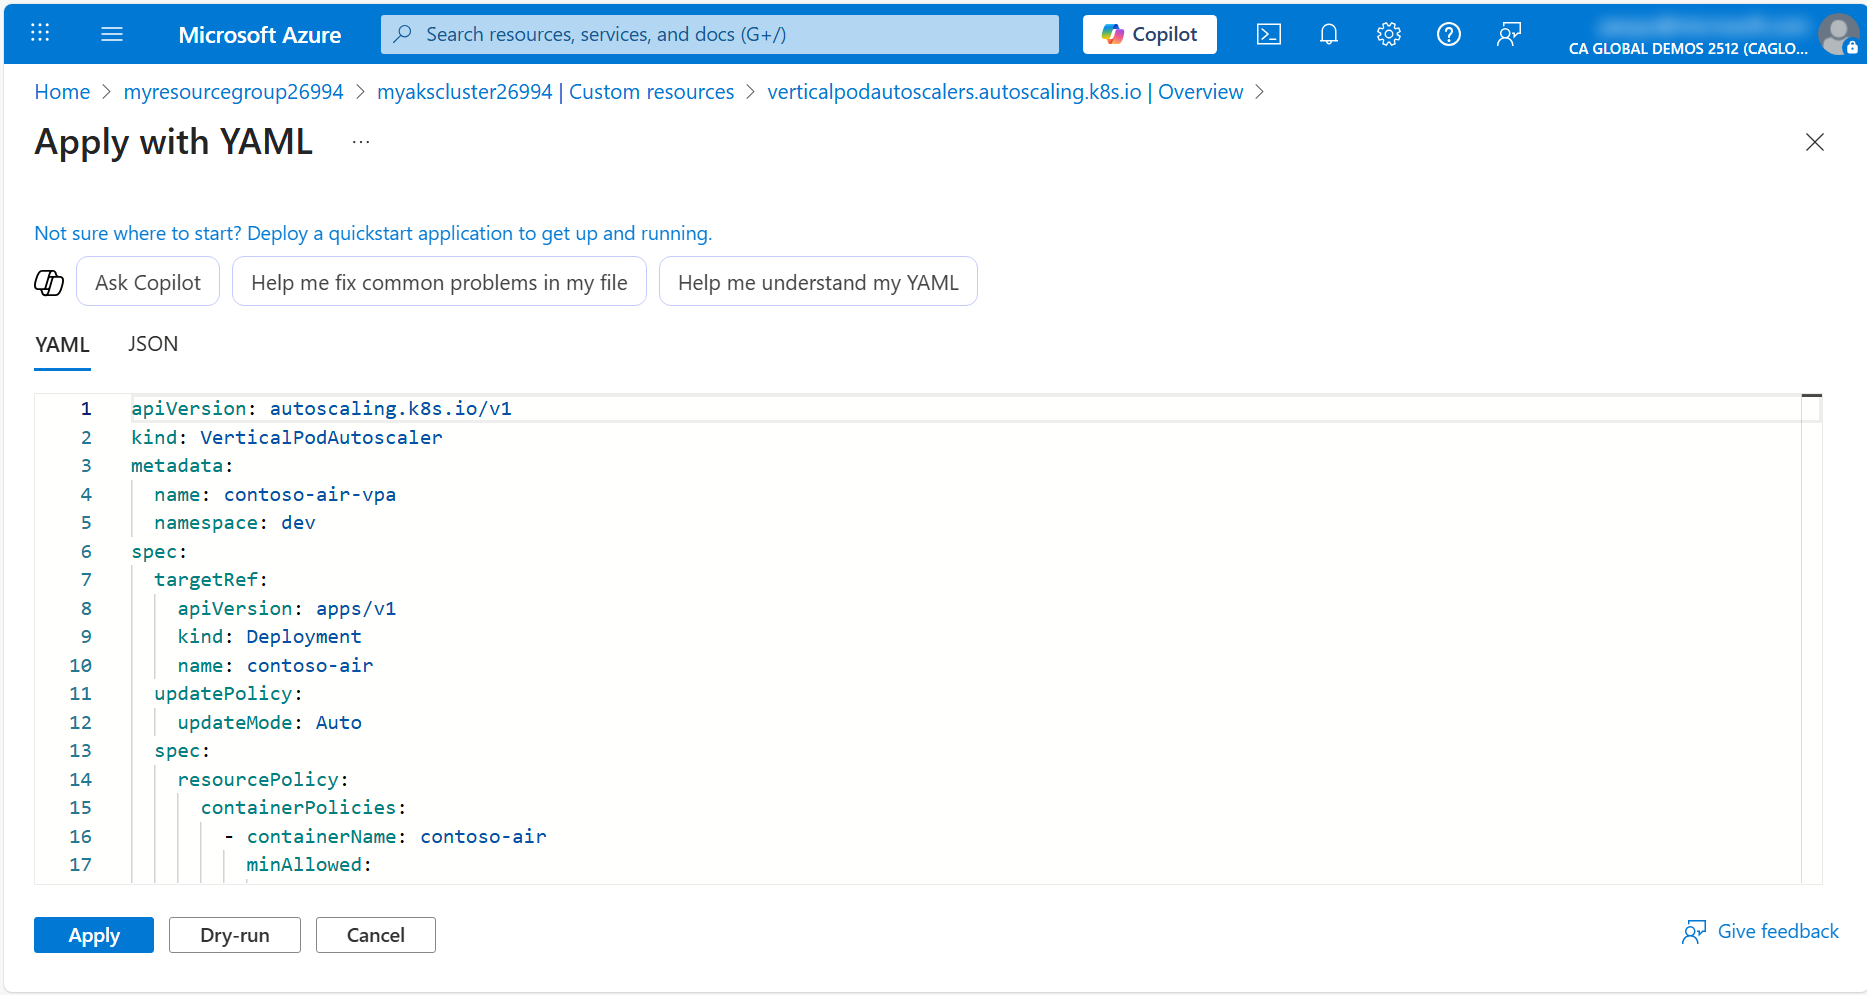 Microsoft Azure
Search resources, services, and docs (G+/)
Copilot
CA GLOBAL DEMOS 2512 (CAGLO...
Home > myresourcegroup26994 > myakscluster26994 | Custom resources > verticalpodautoscalers.autoscaling.k8s.io | Overview >
Apply with YAML ...
Not sure where to start? Deploy a quickstart application to get up and running.
Ask Copilot
Help me fix common problems in my file
Help me understand my YAML
YAML
JSON
1 apiVersion: autoscaling.k8s.io/v1
2 kind: VerticalPodAutoscaler
3 metadata:
4   name: contoso-air-vpa
5   namespace: dev
6 spec:
7   targetRef:
8     apiVersion: apps/v1
9     kind: Deployment
10     name: contoso-air
11   updatePolicy:
12     updateMode: Auto
13   spec:
14     resourcePolicy:
15       containerPolicies:
16         - containerName: contoso-air
17           minAllowed:
Apply
Dry-run
Cancel
Give feedback